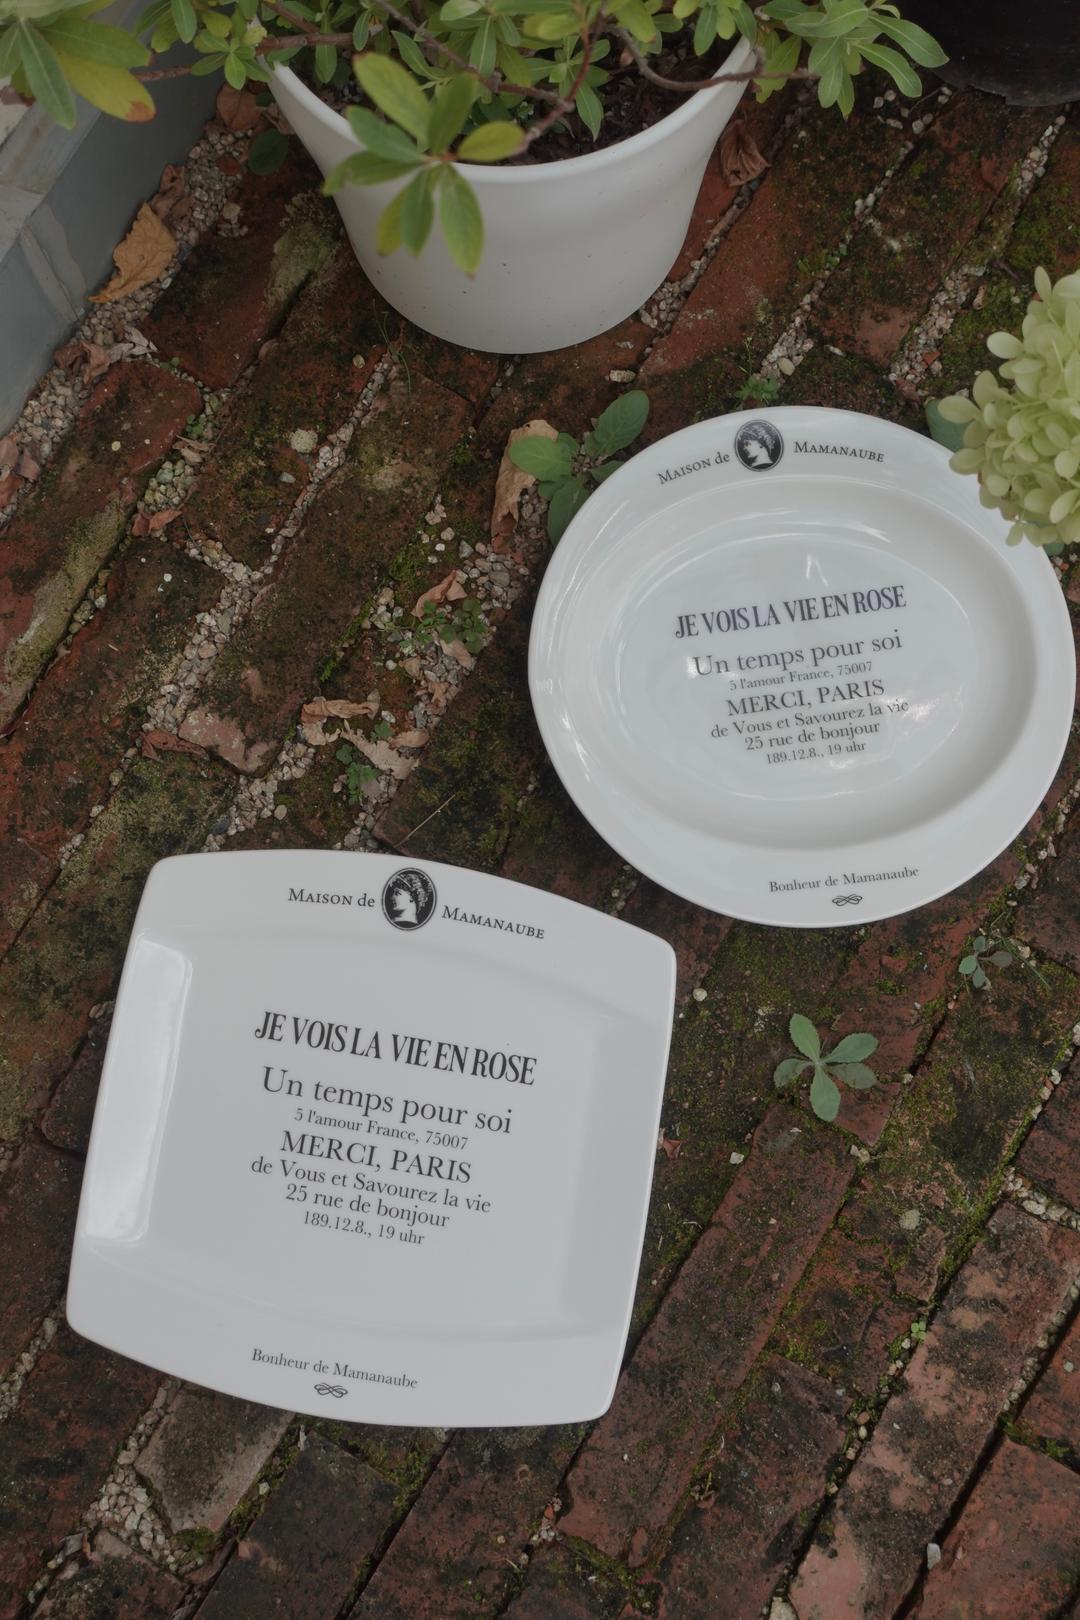 MAISON de MAMANAUBE
JE VOIS LA VIE EN ROSE
Un temps pour soi
5 l'amour France, 75007
MERCI, PARIS
de Vous et Savourez la vie
25 rue de bonjour
189.12.8., 19 uhr
Bonheur de Mamanaube
MAISON de MAMANAUBE
JE VOIS LA VIE EN ROSE
Un temps pour soi
5 l'amour France, 75007
MERCI, PARIS
de Vous et Savourez la vie
25 rue de bonjour
189.12.8., 19 uhr
Bonheur de Mamanaube